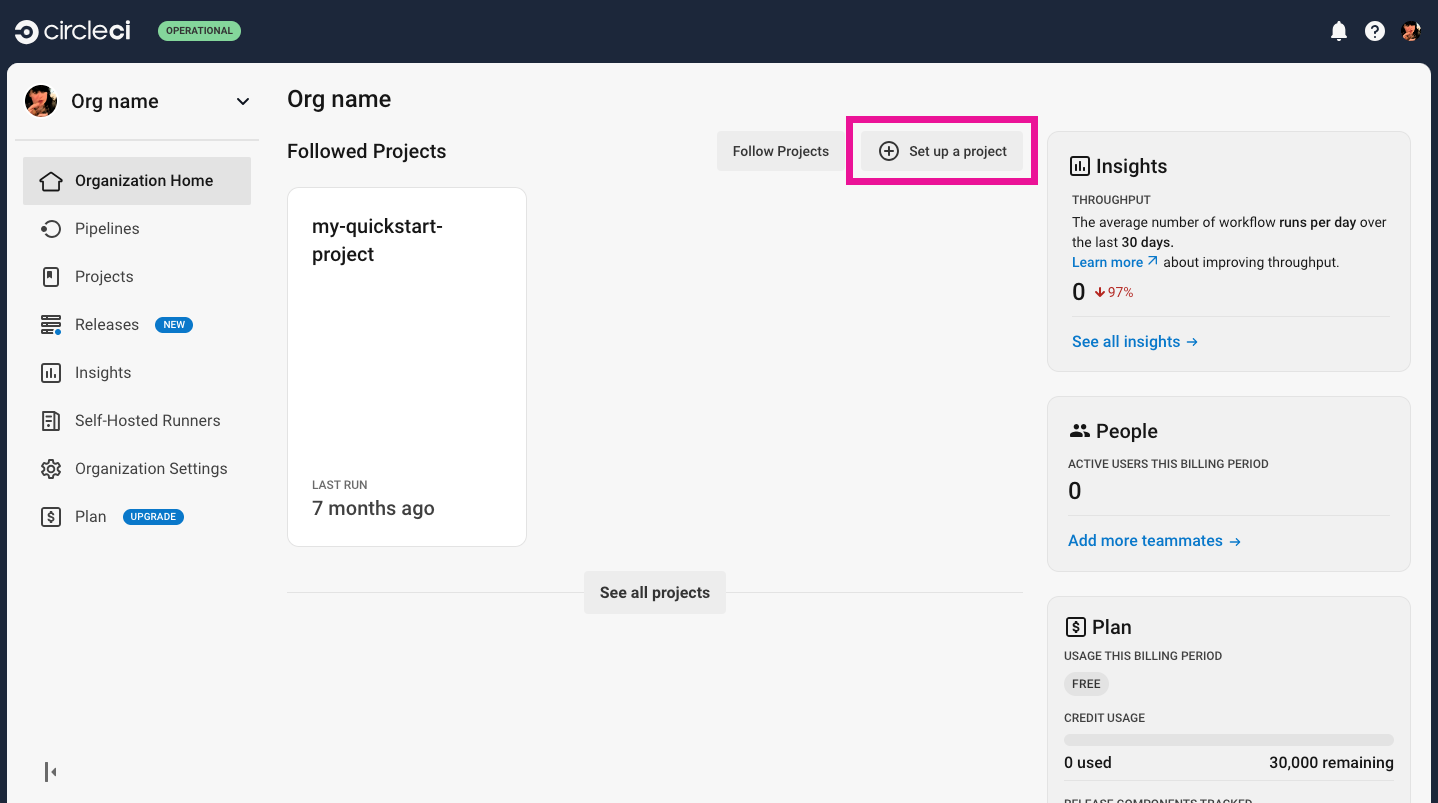 circleci
OPERATIONAL
Org name
Organization Home
Pipelines
Projects
Releases NEW
Insights
Self-Hosted Runners
Organization Settings
Plan UPGRADE
Org name
Followed Projects
Follow Projects
Set up a project
my-quickstart-
project
LAST RUN
7 months ago
See all projects
Insights
THROUGHPUT
The average number of workflow runs per day over
the last 30 days.
Learn more about improving throughput.
0 97%
See all insights
People
ACTIVE USERS THIS BILLING PERIOD
0
Add more teammates
Plan
USAGE THIS BILLING PERIOD
FREE
CREDIT USAGE
0 used 30,000 remaining
RELEASE COMPONENTS TRACKED